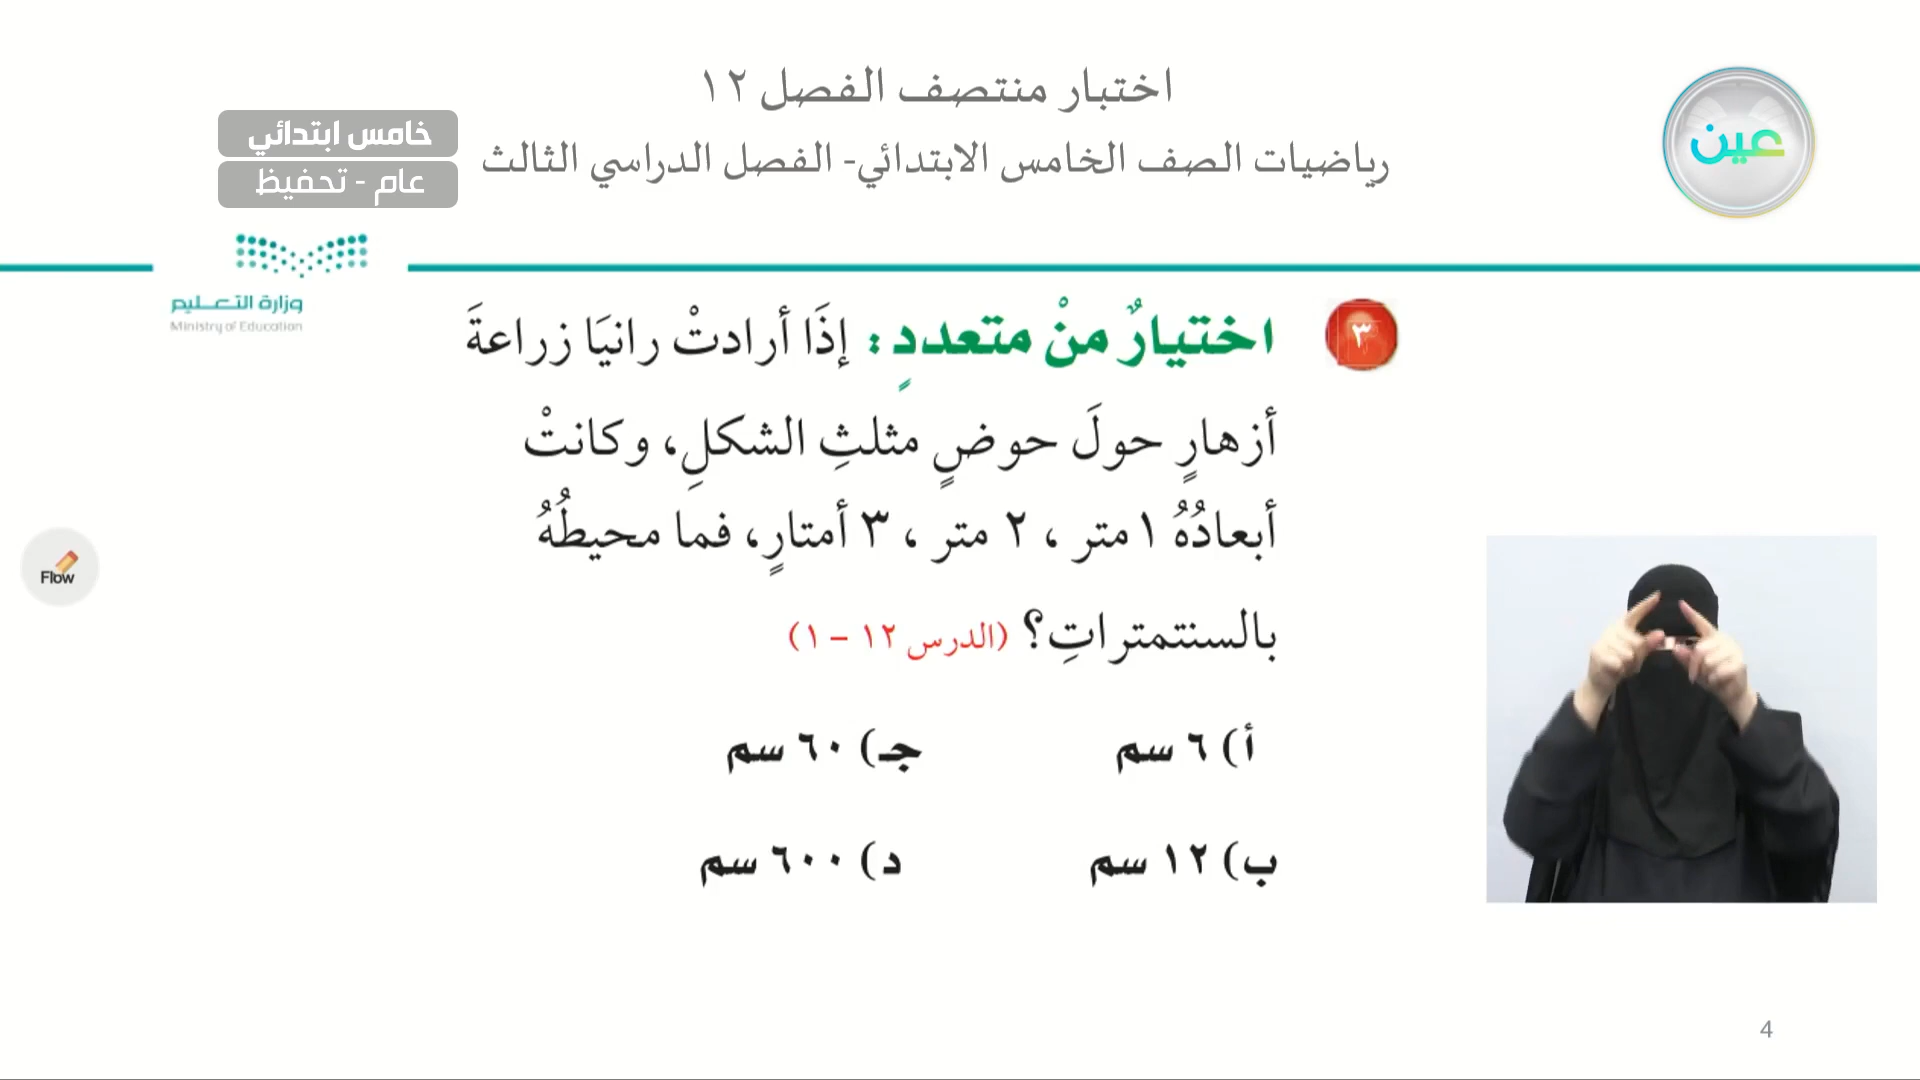 اختبار منتصف الفصل ١٢
رياضيات الصف الخامس الابتدائي- الفصل الدراسي الثالث
خامس ابتدائي
عام - تحفيظ
عين
وزارة التعـــليم
Ministry of Education
٣ اختيارٌ منْ متعددٍ: إذَا أرادتْ رانيَا زراعةَ
أزهارٍ حولَ حوضٍ مثلثِ الشكلِ، وكانتْ
أبعادُهُ ١ متر ، ٢ متر ، ٣ أمتارٍ، فما محيطُهُ
بالسنتمتراتِ؟ (الدرس ١٢ – ١)
أ) ٦ سم جـ) ٦٠ سم
ب) ١٢ سم د) ٦٠٠ سم
Flow
4